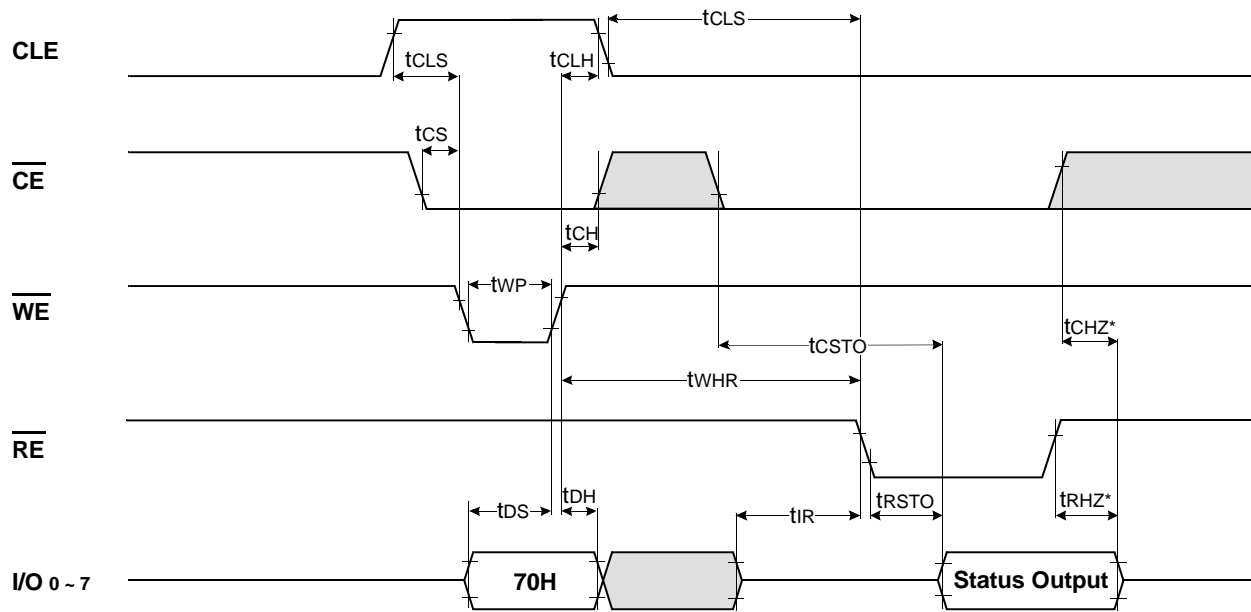 tCLS
CLE
tCLS
tCLH
tCS
CE
tCH
tWP
WE
tCHZ*
tCSTO
tWHR
RE
tDH
tRHZ*
tDS
tIR
tRSTO
I/O 0 ~ 7
70H
Status Output